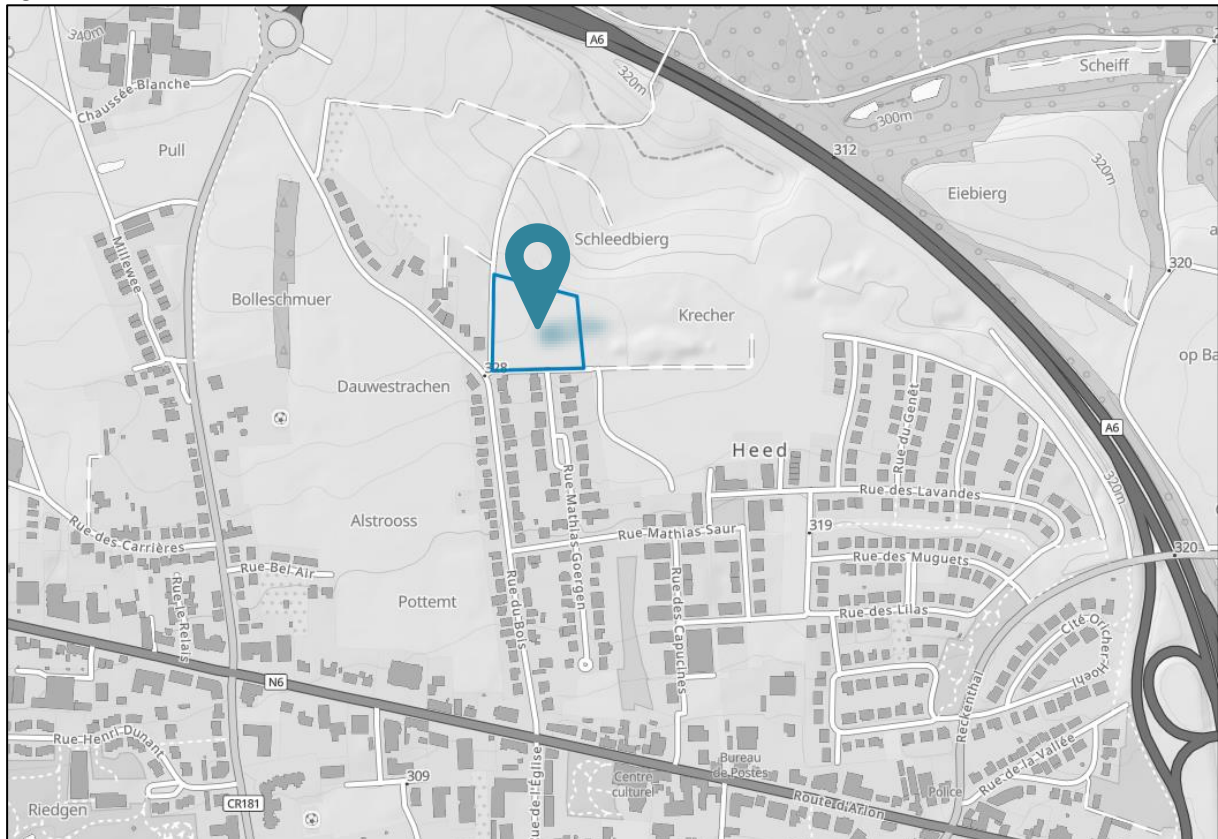 340m
A6
320m
Scheiff
Chaussée Blanche
300m
Pull
312
320m
Eiebierg
Schleedbierg
320
Millewee
Bolleschmuer
Krecher
op Ba
328
Dauwestrachen
A6
Heed
Rue du Genêt
320m
Rue des Lavandes
Rue Mathias Goergen
Alstrooss
319
Rue Mathias Saur
Rue des Carrières
320
Rue des Muguets
Rue Bel Air
Rue le Relais
Pottemt
Rue du Bois
Rue des Capucines
Rue des Lilas
Cité Oricher-Hoehl
N6
Reckenthal
Rue Henri Dunant
Rue de la Vallée
Bureau
de Postes
309
Centre
culturel
Rue de l'Église
Police
Riedgen
CR181
Route d'Arlon